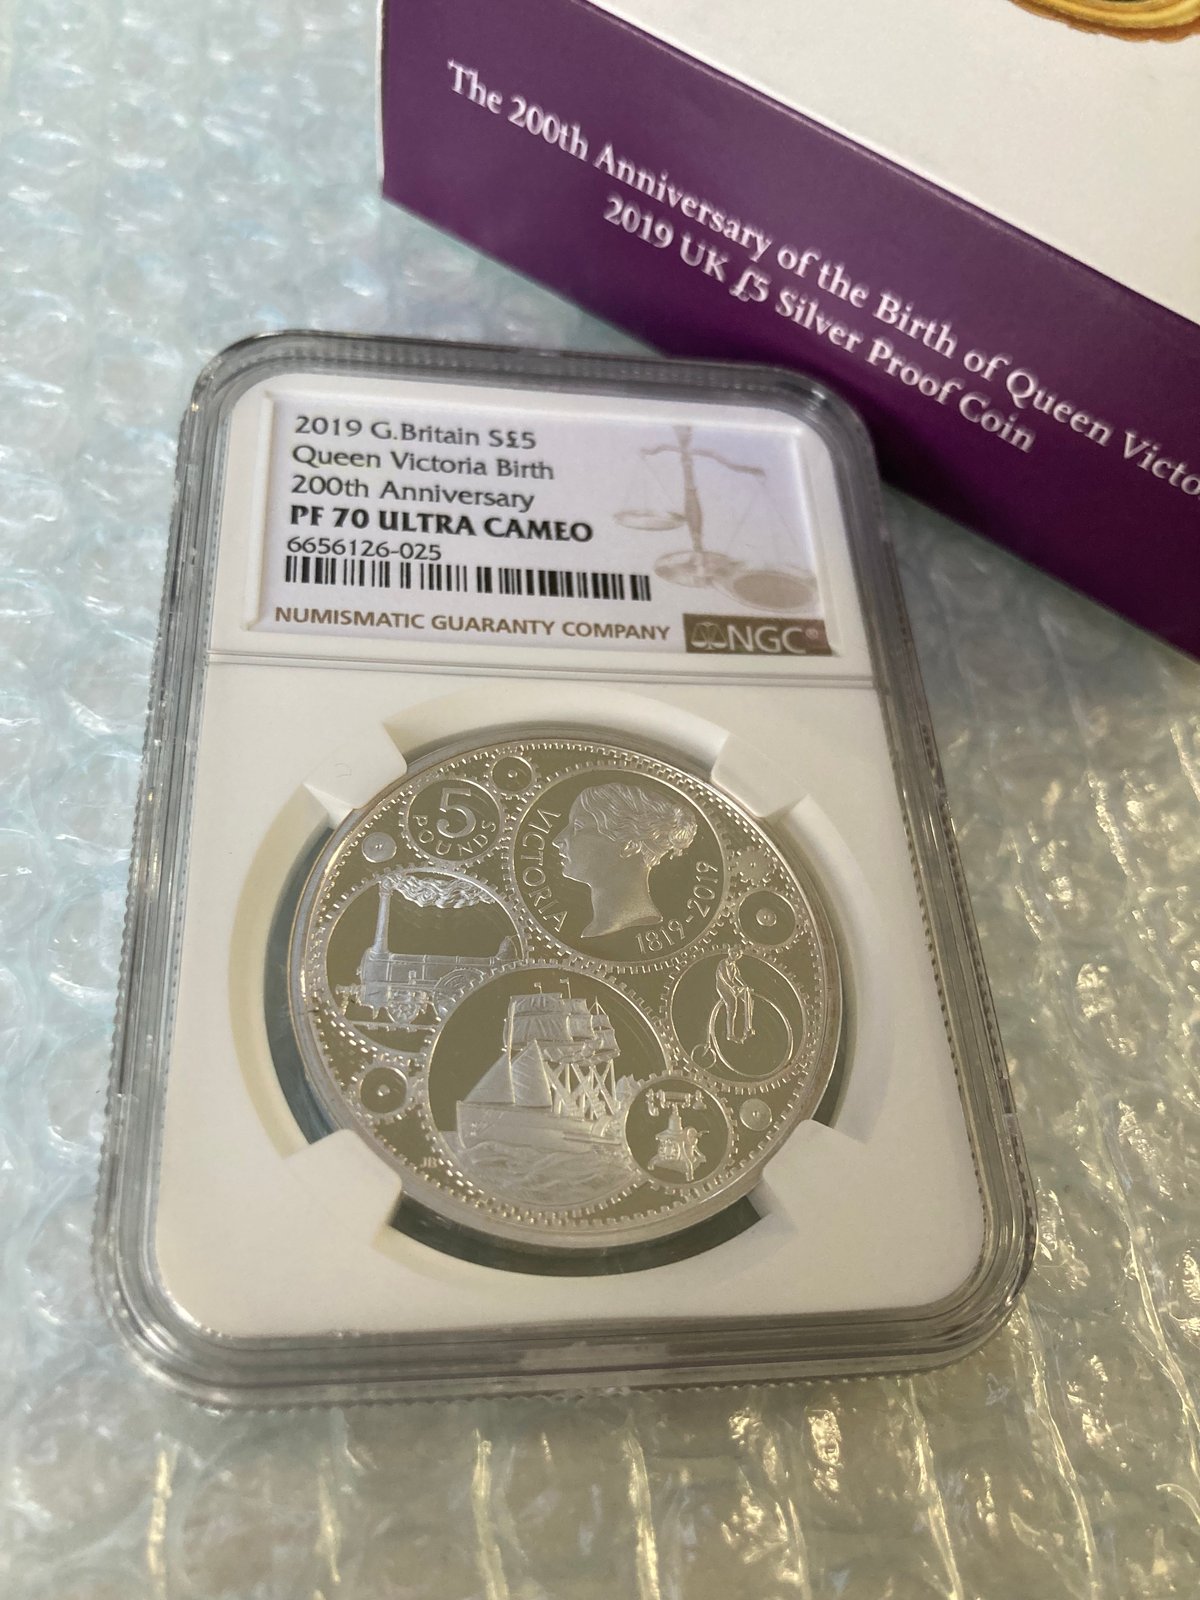 The 200th Anniversary of the Birth of Queen Victo
2019 UK £5 Silver Proof Coin
2019 G.Britain S£5
Queen Victoria Birth
200th Anniversary
PF 70 ULTRA CAMEO
6656126-025
NUMISMATIC GUARANTY COMPANY
NGC®
5
POUNDS
VICTORIA
1819-2019
JB